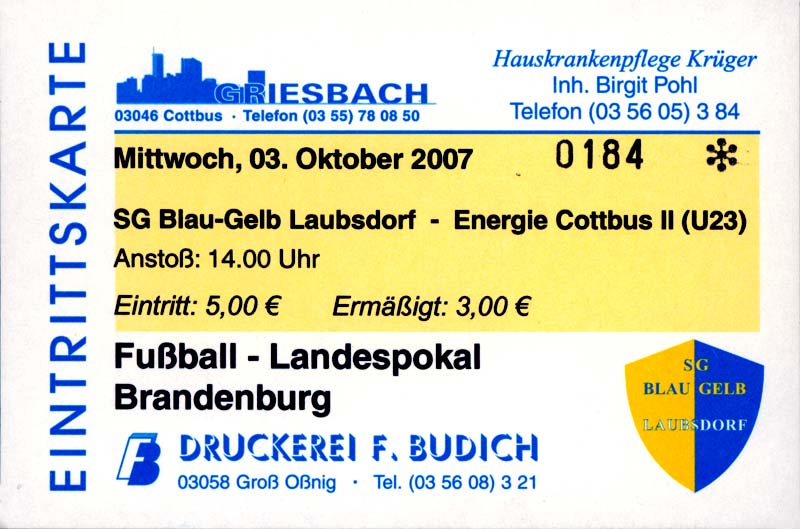 EINTRITTSKARTE
GRIESBACH
03046 Cottbus · Telefon (03 55) 78 08 50
Hauskrankenpflege Krüger
Inh. Birgit Pohl
Telefon (03 56 05) 3 84
Mittwoch, 03. Oktober 2007 0184 *
SG Blau-Gelb Laubsdorf - Energie Cottbus II (U23)
Anstoß: 14.00 Uhr
Eintritt: 5,00 € Ermäßigt: 3,00 €
Fußball - Landespokal
Brandenburg
SG
BLAU GELB
LAUBSDORF
FB DRUCKEREI F. BUDICH
03058 Groß Oßnig · Tel. (03 56 08) 3 21